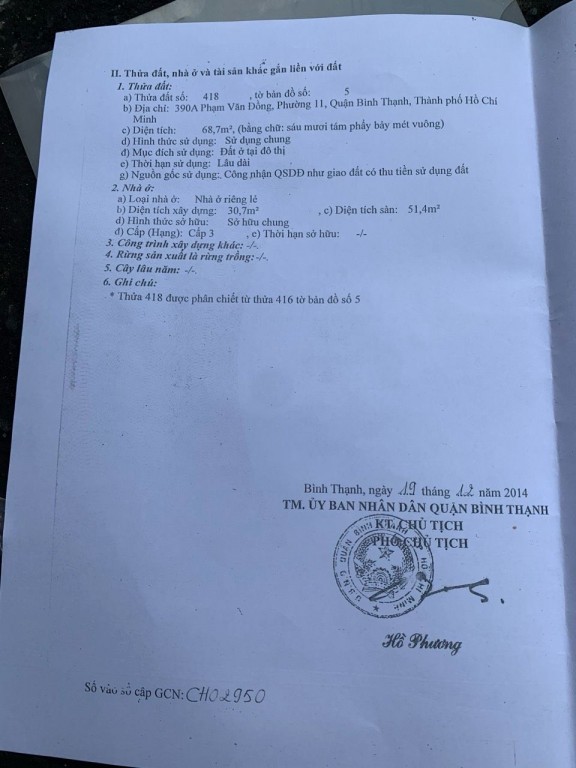 II. Thửa đất, nhà ở và tài sản khác gắn liền với đất
1. Thửa đất:
a) Thửa đất số: 418 , tờ bản đồ số: 5
b) Địa chỉ: 390A Phạm Văn Đồng, Phường 11, Quận Bình Thạnh, Thành phố Hồ Chí
Minh
c) Diện tích: 68,7m², (bằng chữ: sáu mươi tám phẩy bảy mét vuông)
d) Hình thức sử dụng: Sử dụng chung
đ) Mục đích sử dụng: Đất ở tại đô thị
e) Thời hạn sử dụng: Lâu dài
g) Nguồn gốc sử dụng:. Công nhận QSDĐ như giao đất có thu tiền sử dụng đất
2. Nhà ở:
a) Loại nhà ở: Nhà ở riêng lẻ
b) Diện tích xây dựng: 30,7m² , c) Diện tích sàn: 51,4m²
d) Hình thức sở hữu: Sở hữu chung
đ) Cấp (Hạng): Cấp 3 , e) Thời hạn sở hữu: -/-
3. Công trình xây dựng khác: -/-.
4. Rừng sản xuất là rừng trồng: -/-.
5. Cây lâu năm: -/-.
6. Ghi chú:
* Thửa 418 được phân chiết từ thửa 416 tờ bản đồ số 5
Bình Thạnh, ngày 19 tháng 12 năm 2014
TM. ỦY BAN NHÂN DÂN QUẬN BÌNH THẠNH
KT. CHỦ TỊCH
PHÓ CHỦ TỊCH
Hồ Phương
Số vào sổ cấp GCN: CH02950